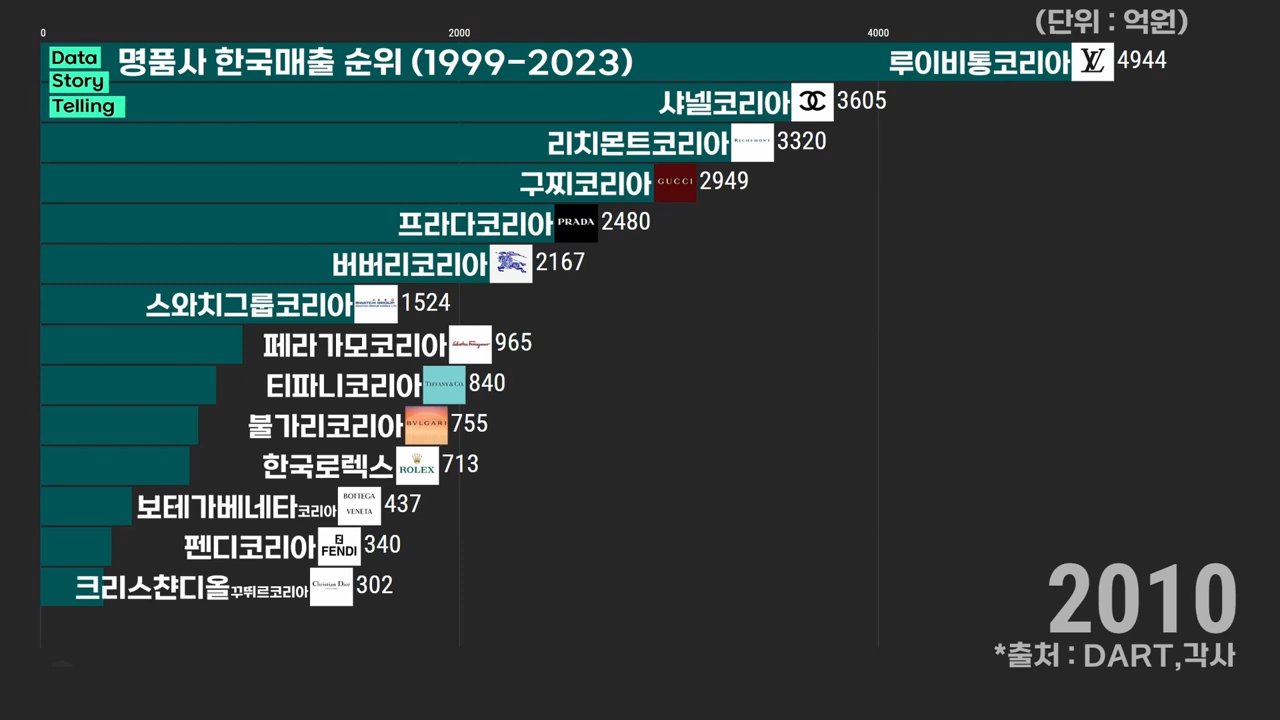 (단위 : 억원)
0 2000 4000
Data
Story
Telling
명품사 한국매출 순위 (1999-2023)
루이비통코리아 LV 4944
샤넬코리아 3605
리치몬트코리아 RICHEMONT 3320
구찌코리아 GUCCI 2949
프라다코리아 PRADA 2480
버버리코리아 2167
스와치그룹코리아 SWATCH GROUP 1524
페라가모코리아 Salvatore Ferragamo 965
티파니코리아 TIFFANY & CO. 840
불가리코리아 BVLGARI 755
한국로렉스 ROLEX 713
보테가베네타코리아 BOTTEGA VENETA 437
펜디코리아 FENDI 340
크리스챤디올꾸뛰르코리아 Christian Dior 302
2010
*출처 : DART,각사